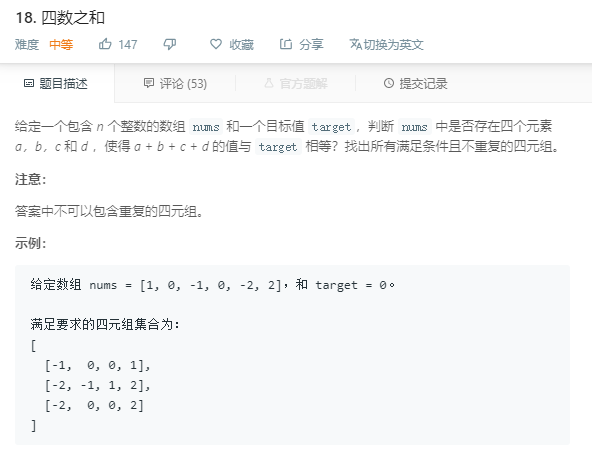 18. 四数之和
难度 中等 147 收藏 分享 切换为英文
题目描述 评论 (53) 官方题解 提交记录
给定一个包含 n 个整数的数组 nums 和一个目标值 target，判断 nums 中是否存在四个元素
a，b，c 和 d ，使得 a + b + c + d 的值与 target 相等？找出所有满足条件且不重复的四元组。
注意：
答案中不可以包含重复的四元组。
示例：
给定数组 nums = [1, 0, -1, 0, -2, 2]，和 target = 0。
满足要求的四元组集合为：
[
[-1, 0, 0, 1],
[-2, -1, 1, 2],
[-2, 0, 0, 2]
]